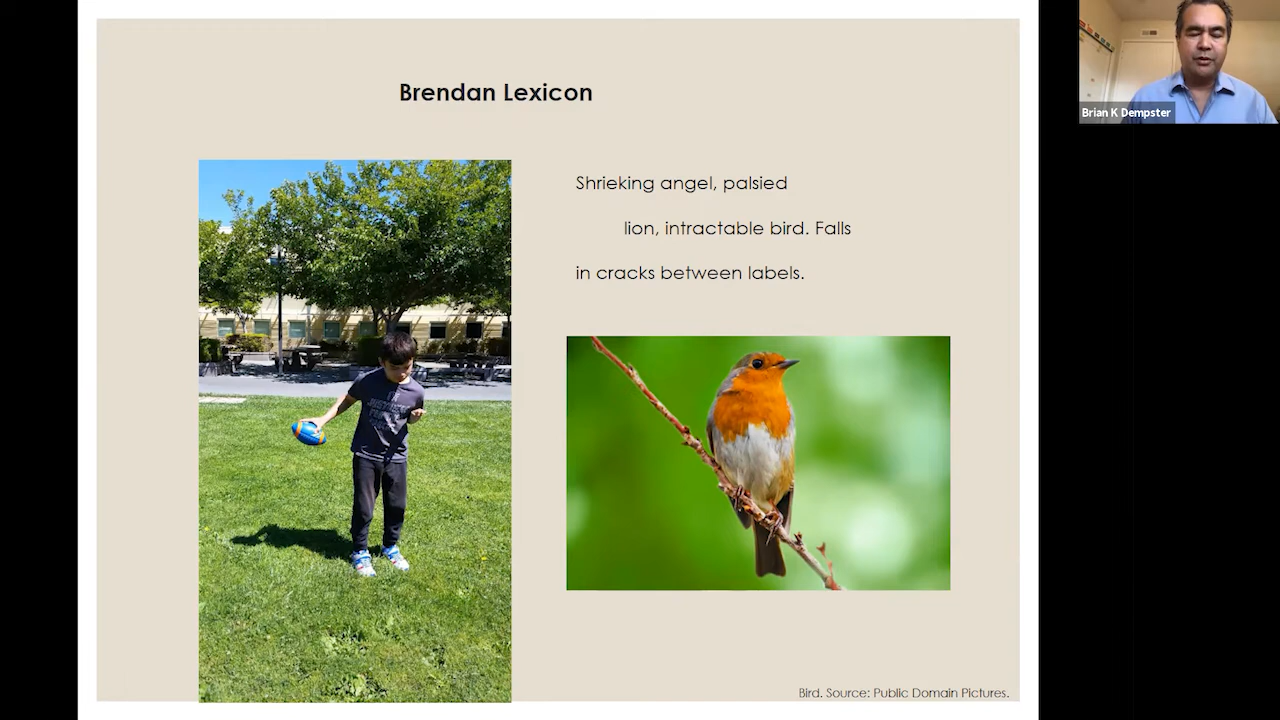 Brendan Lexicon
Shrieking angel, palsied
lion, intractable bird. Falls
in cracks between labels.
Bird. Source: Public Domain Pictures.
Brian K Dempster